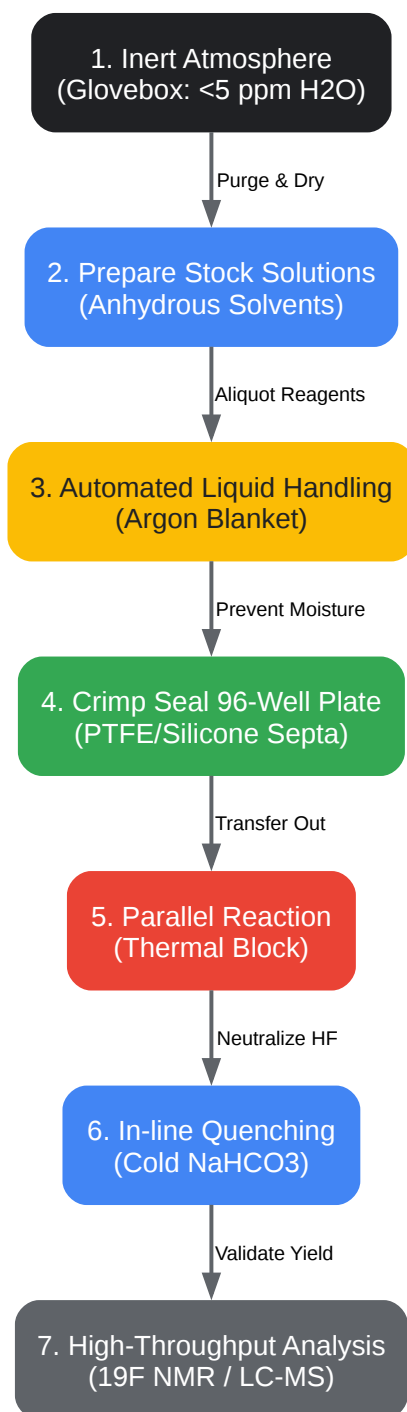 1. Inert Atmosphere
(Glovebox: <5 ppm H2O)
Purge & Dry
2. Prepare Stock Solutions
(Anhydrous Solvents)
Aliquot Reagents
3. Automated Liquid Handling
(Argon Blanket)
Prevent Moisture
4. Crimp Seal 96-Well Plate
(PTFE/Silicone Septa)
Transfer Out
5. Parallel Reaction
(Thermal Block)
Neutralize HF
6. In-line Quenching
(Cold NaHCO3)
Validate Yield
7. High-Throughput Analysis
(19F NMR / LC-MS)